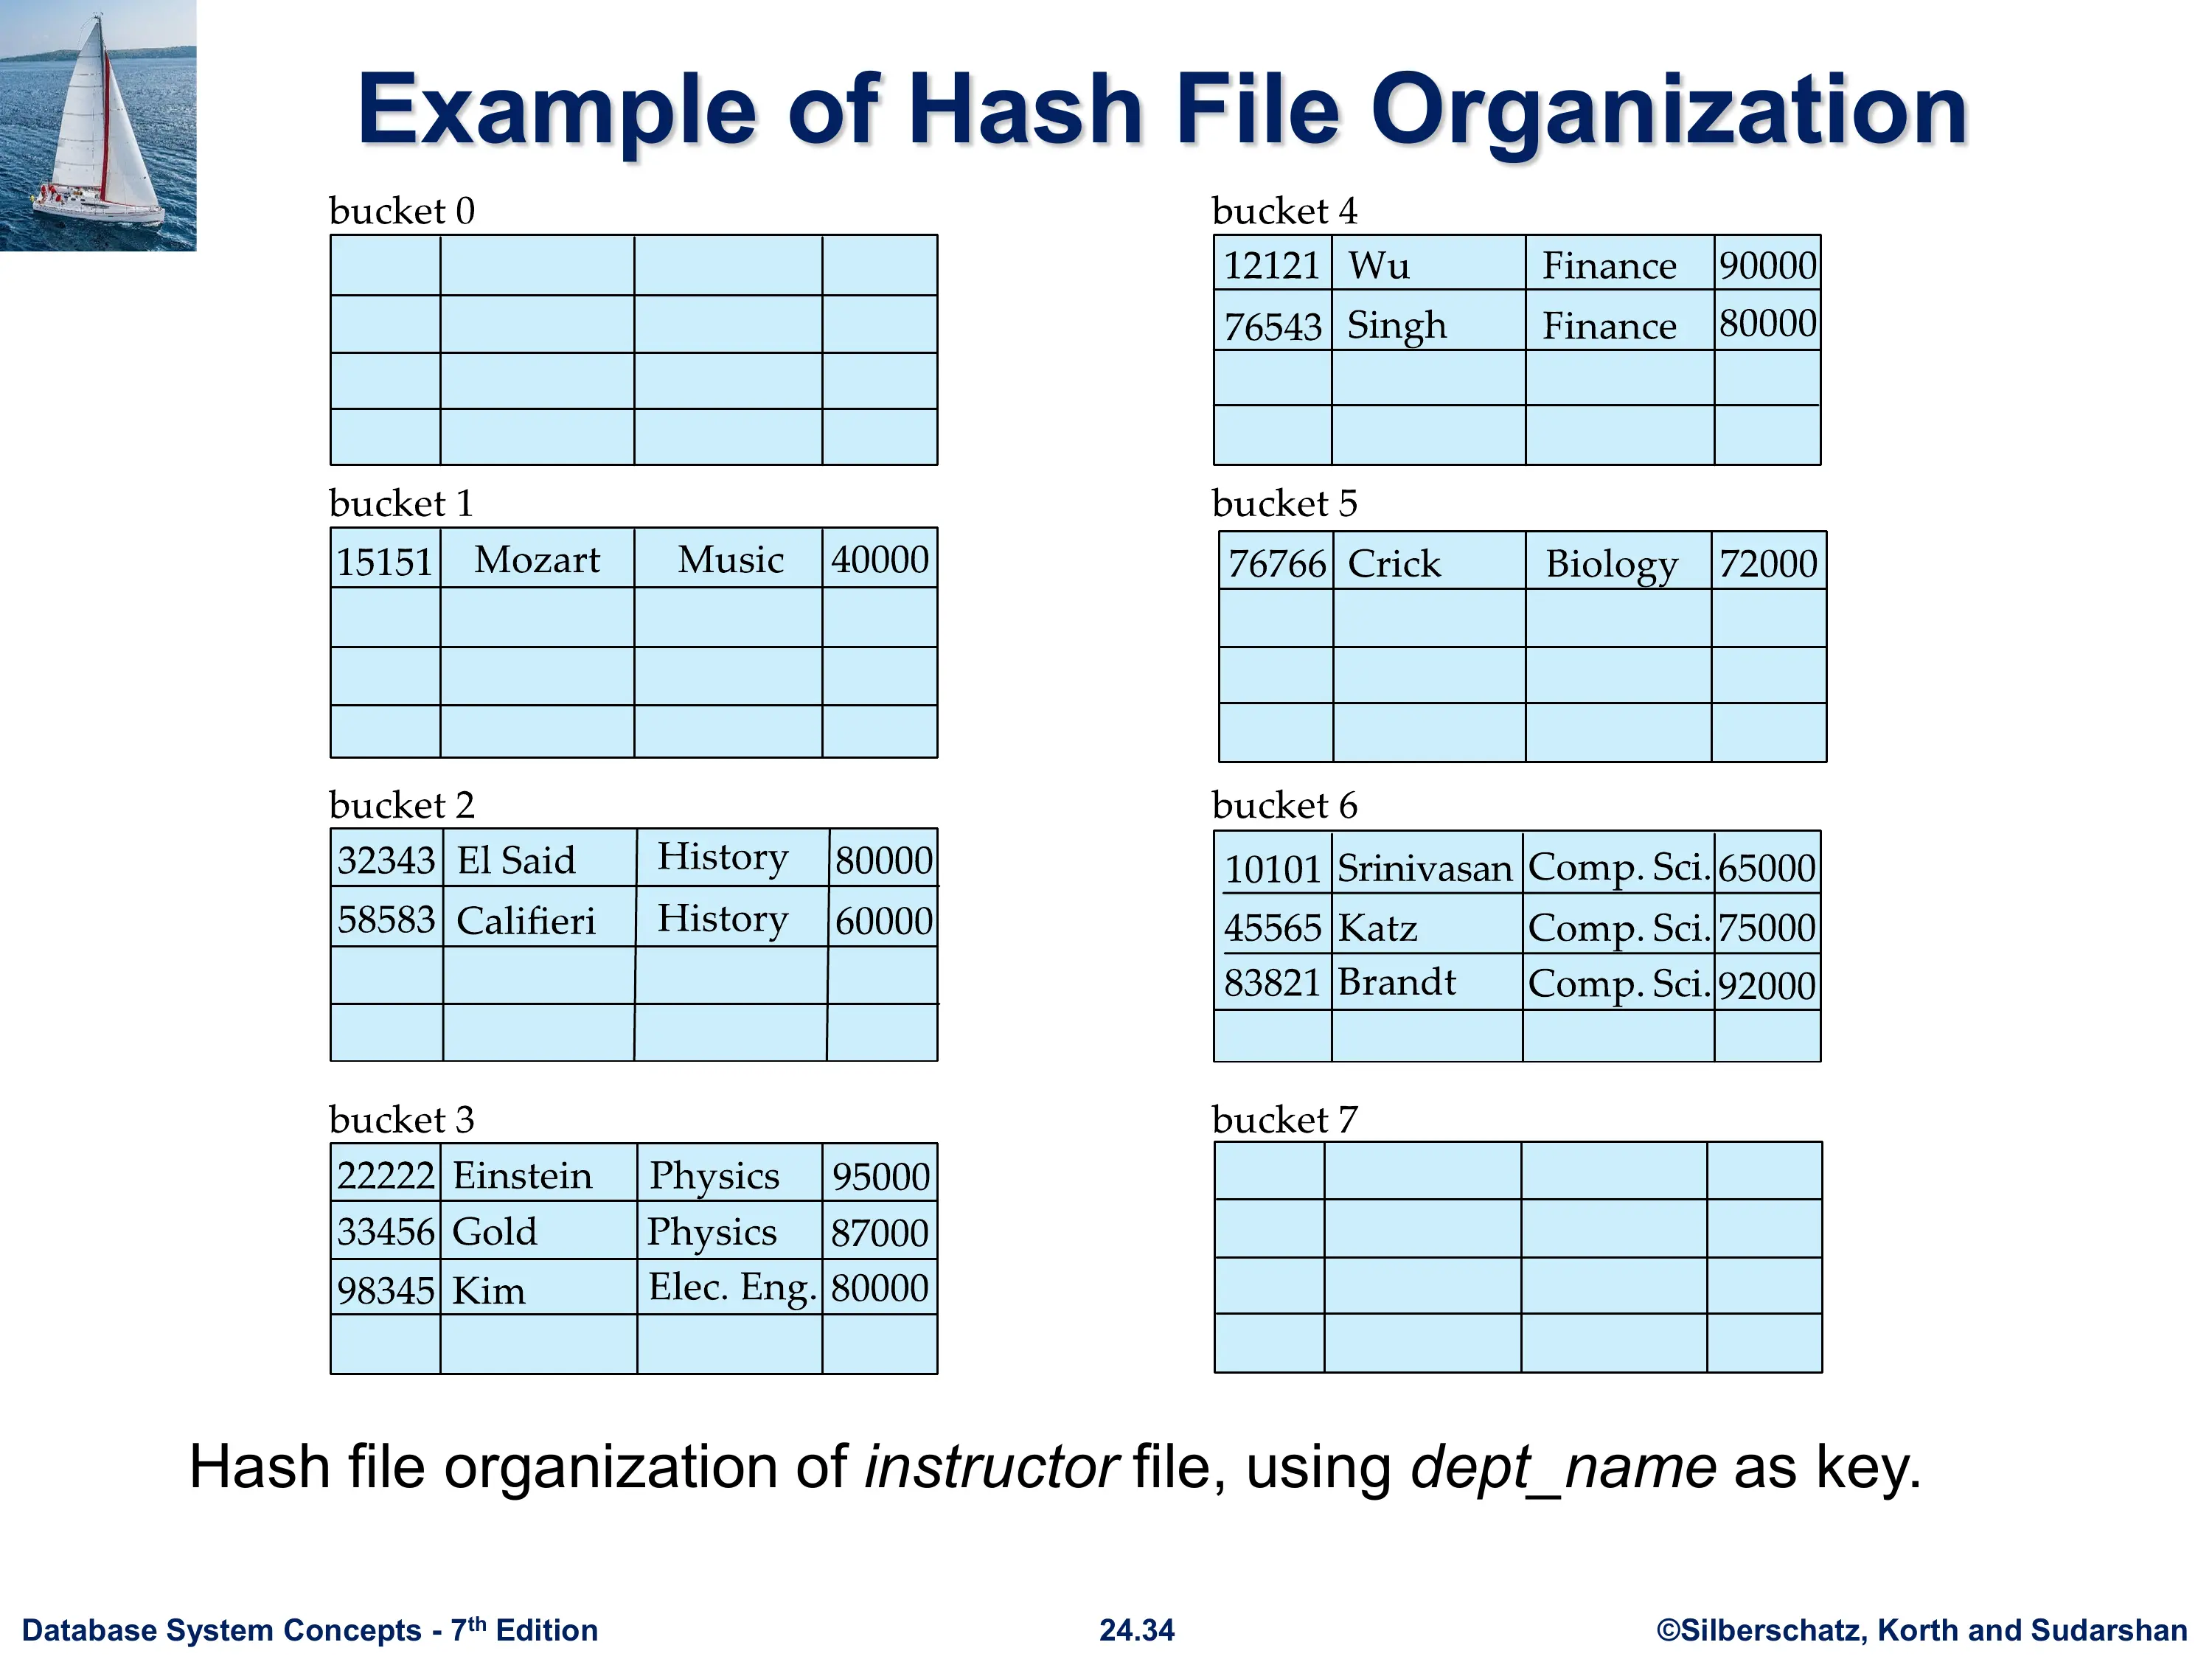 Example of Hash File Organization
bucket 0
bucket 1
15151 Mozart Music 40000
bucket 2
32343 El Said History 80000
58583 Califieri History 60000
bucket 3
22222 Einstein Physics 95000
33456 Gold Physics 87000
98345 Kim Elec. Eng. 80000
bucket 4
12121 Wu Finance 90000
76543 Singh Finance 80000
bucket 5
76766 Crick Biology 72000
bucket 6
10101 Srinivasan Comp. Sci. 65000
45565 Katz Comp. Sci. 75000
83821 Brandt Comp. Sci. 92000
bucket 7
Hash file organization of instructor file, using dept_name as key.
Database System Concepts - 7th Edition 24.34 ©Silberschatz, Korth and Sudarshan